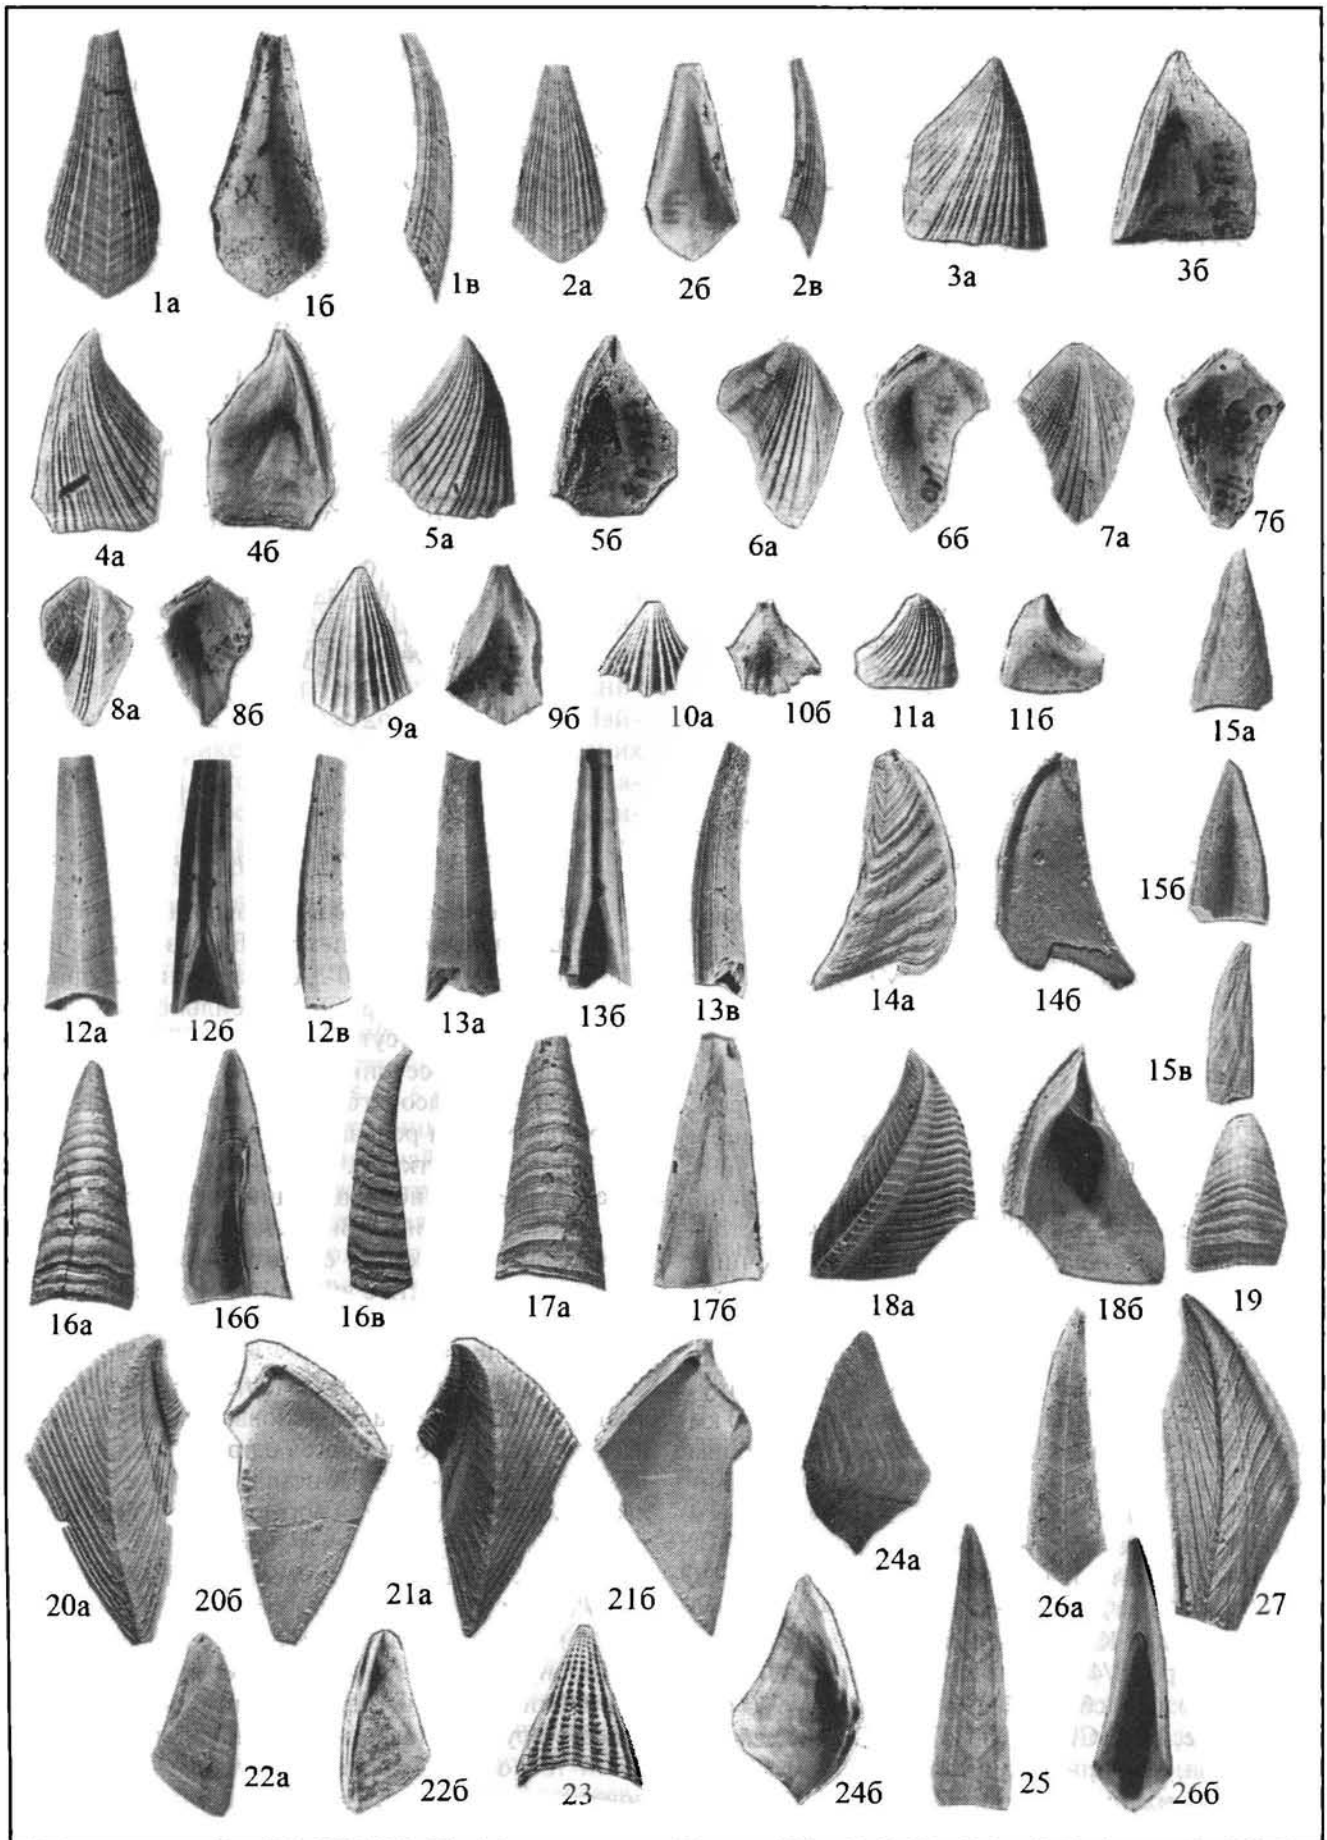 1а 1б 1в 2а 2б 2в 3а 3б
4а 4б 5а 5б 6а 6б 7а 7б
8а 8б 9а 9б 10а 10б 11а 11б 15а
12а 12б 12в 13а 13б 13в 14а 14б 15б
15в
16а 16б 16в 17а 17б 18а 18б 19
20а 20б 21а 21б 24а 26а 27
22а 22б 23 24б 25 26б